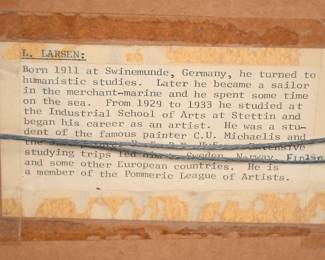 L. LARSEN:
Born 1911 at Swinemunde, Germany, he turned to
humanistic studies. Later he became a sailor
in the merchant-marine and he spent some time
on the sea. From 1929 to 1933 he studied at
the Industrial School of Arts at Stettin and
began his career as an artist. He was a stu-
dent of the famous painter C.U. Michaelis and
the
studying trips led Sweden, Norway, Finlan
and some other European countries. He is
a member of the Pommeric League of Artists.